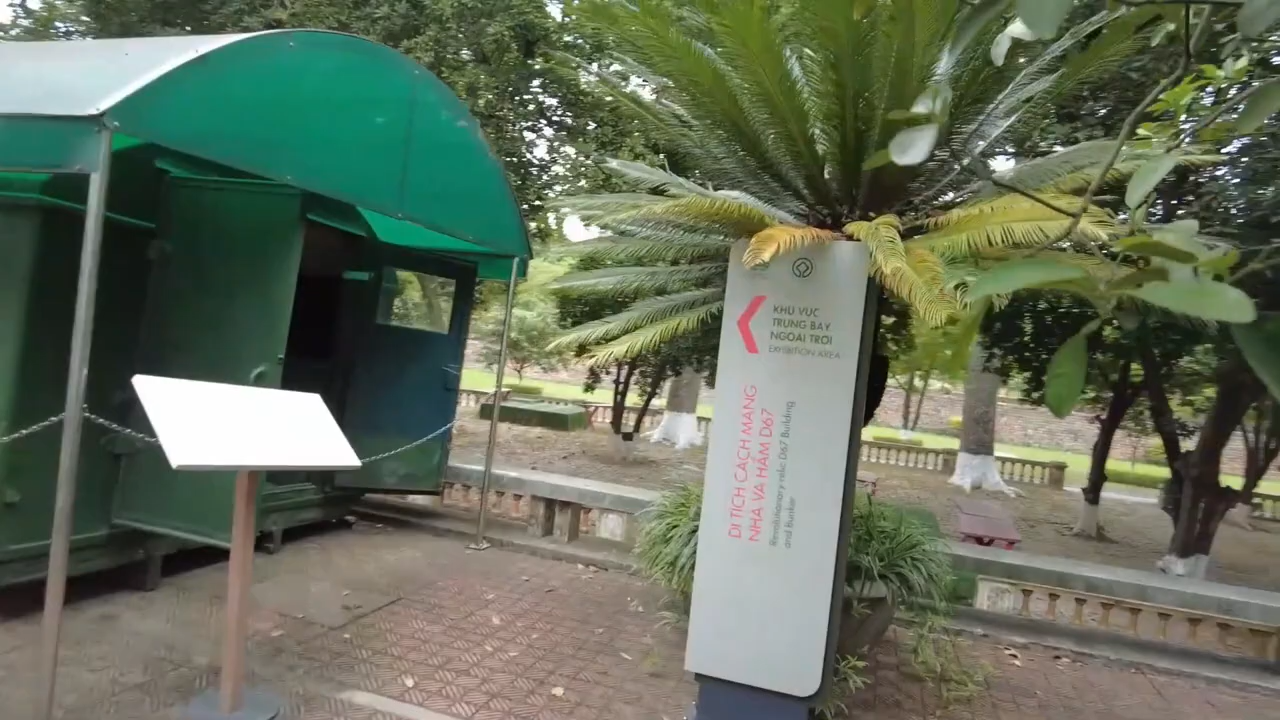 KHU VỰC
TRƯNG BÀY
NGOÀI TRỜI
EXHIBITION AREA
DI TÍCH CÁCH MẠNG
NHÀ VÀ HẦM D67
Revolutionary relic D67 Building
and Bunker